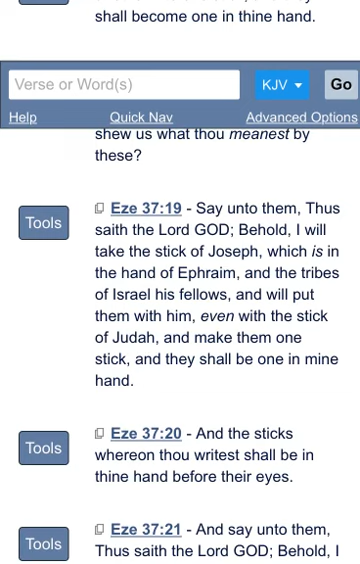 shall become one in thine hand.
Verse or Word(s)
KJV
Go
Help
Quick Nav
Advanced Options
shew us what thou meanest by
these?
Tools
Eze 37:19 - Say unto them, Thus
saith the Lord GOD; Behold, I will
take the stick of Joseph, which is in
the hand of Ephraim, and the tribes
of Israel his fellows, and will put
them with him, even with the stick
of Judah, and make them one
stick, and they shall be one in mine
hand.
Tools
Eze 37:20 - And the sticks
whereon thou writest shall be in
thine hand before their eyes.
Tools
Eze 37:21 - And say unto them,
Thus saith the Lord GOD; Behold, I